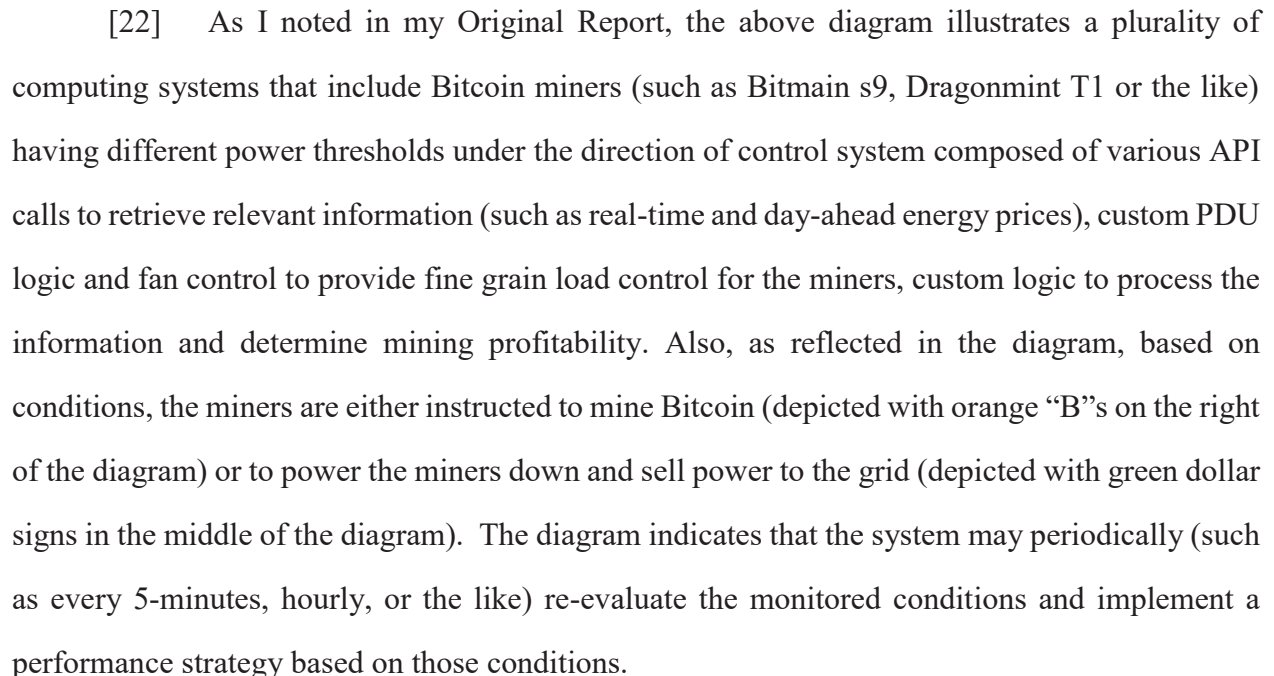 [22] As I noted in my Original Report, the above diagram illustrates a plurality of
computing systems that include Bitcoin miners (such as Bitmain s9, Dragonmint T1 or the like)
having different power thresholds under the direction of control system composed of various API
calls to retrieve relevant information (such as real-time and day-ahead energy prices), custom PDU
logic and fan control to provide fine grain load control for the miners, custom logic to process the
information and determine mining profitability. Also, as reflected in the diagram, based on
conditions, the miners are either instructed to mine Bitcoin (depicted with orange “B”s on the right
of the diagram) or to power the miners down and sell power to the grid (depicted with green dollar
signs in the middle of the diagram). The diagram indicates that the system may periodically (such
as every 5-minutes, hourly, or the like) re-evaluate the monitored conditions and implement a
performance strategy based on those conditions.